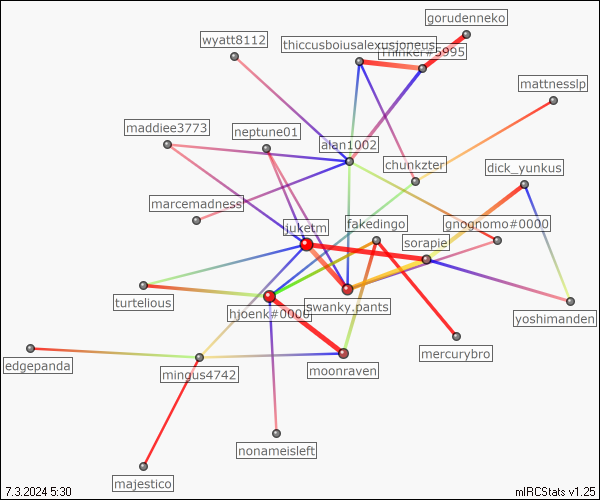 gorudenneko
wyatt8112
thiccusboiusalexusjoneus
Thinker#5995
mattnesslp
maddiee3773
neptune01
alan1002
chunkzter
dick_yunkus
marcemadness
juketm
fakedingo
gnognomo#0000
sorapie
turtelious
hjoenk#0000
swanky.pants
yoshimanden
mercurybro
edgepanda
mingus4742
moonraven
nonameisleft
majestico
7.3.2024 5:30
mIRCStats v1.25